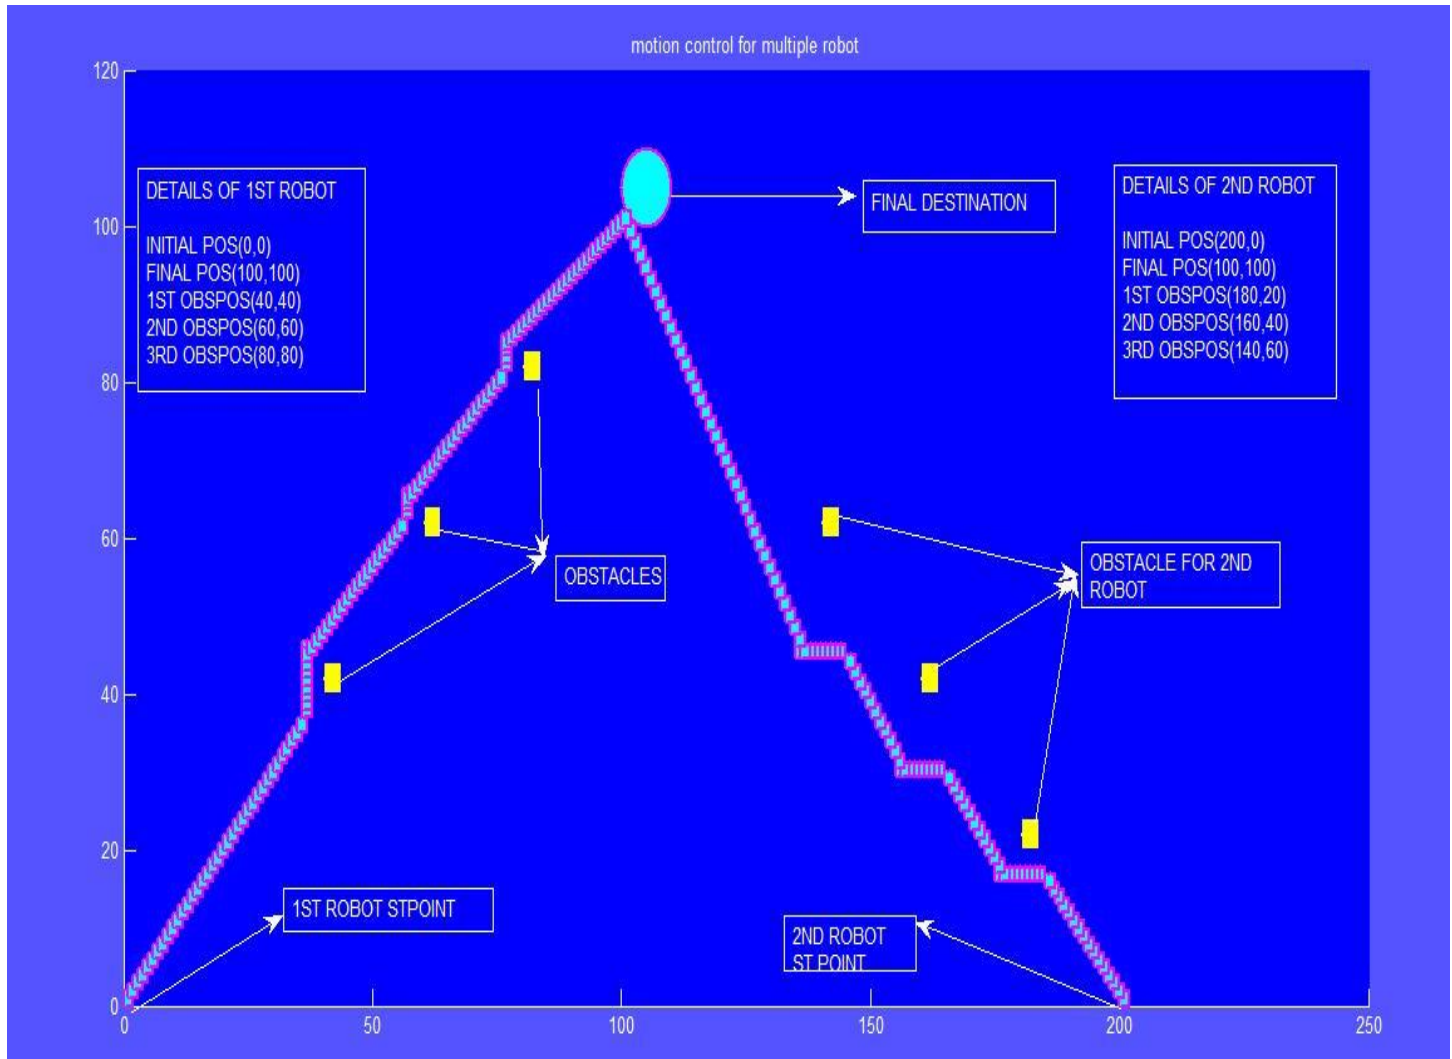 motion control for multiple robot
120
100
80
60
40
20
0
0
50
100
150
200
250
DETAILS OF 1ST ROBOT
INITIAL POS(0,0)
FINAL POS(100,100)
1ST OBSPOS(40,40)
2ND OBSPOS(60,60)
3RD OBSPOS(80,80)
FINAL DESTINATION
DETAILS OF 2ND ROBOT
INITIAL POS(200,0)
FINAL POS(100,100)
1ST OBSPOS(180,20)
2ND OBSPOS(160,40)
3RD OBSPOS(140,60)
OBSTACLES
OBSTACLE FOR 2ND
ROBOT
1ST ROBOT STPOINT
2ND ROBOT
ST POINT